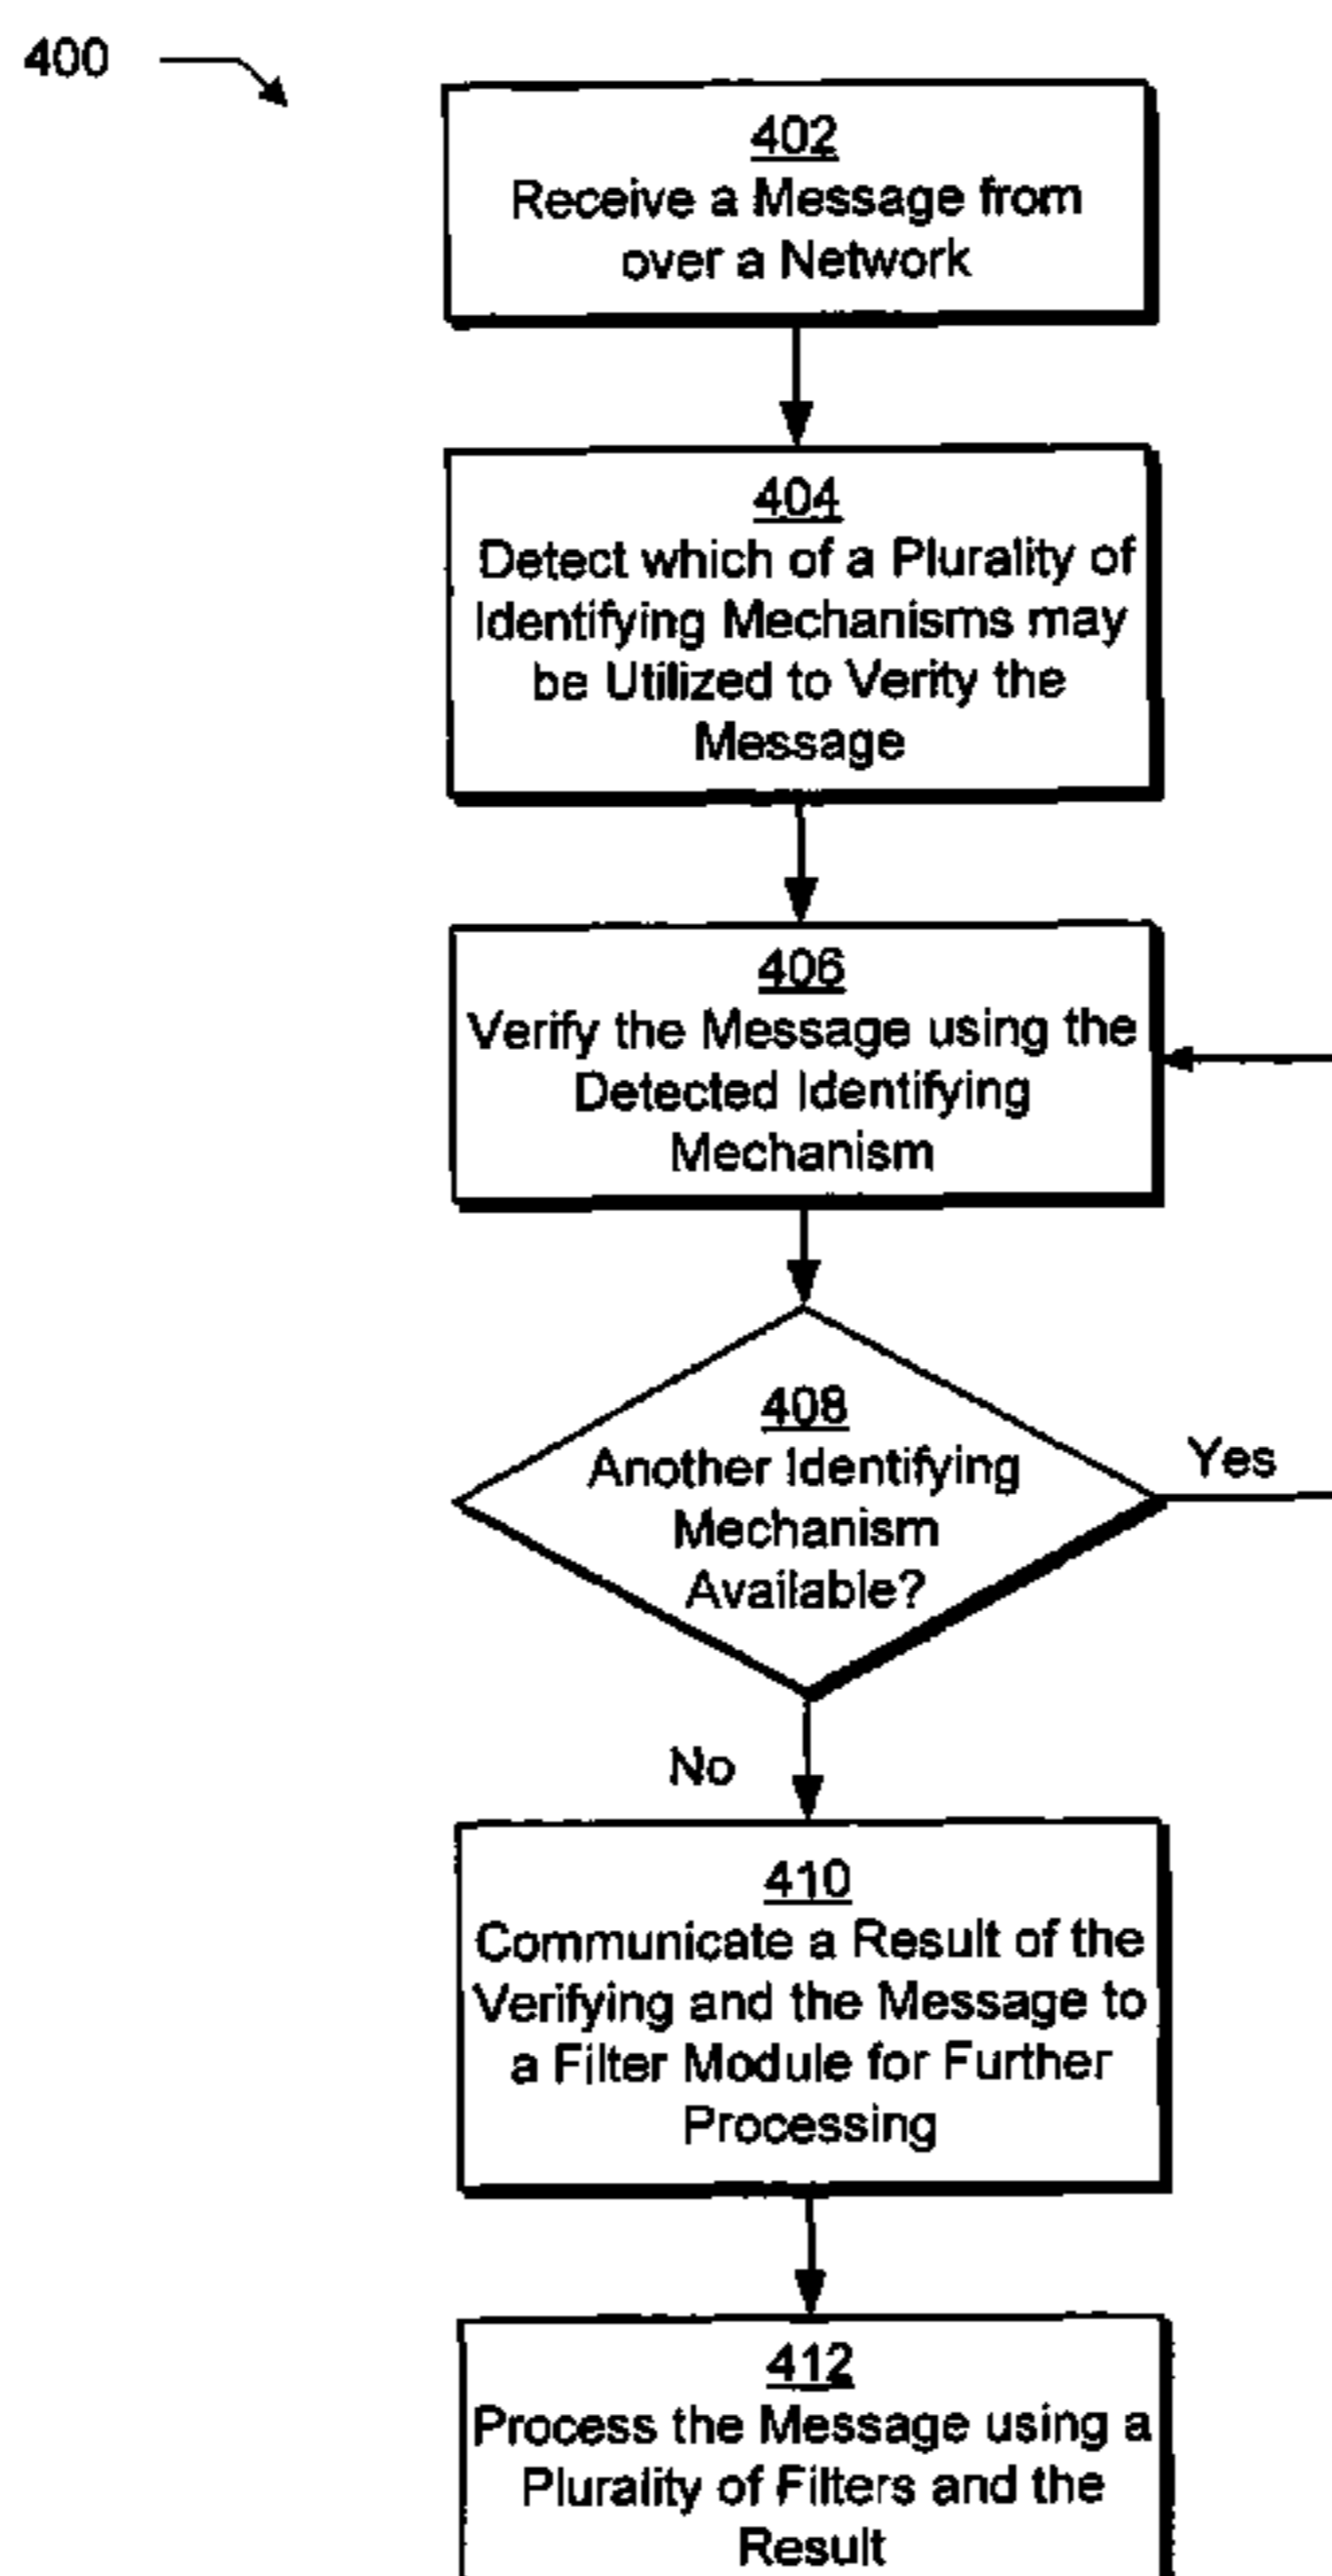 400
402
Receive a Message from
over a Network
404
Detect which of a Plurality of
Identifying Mechanisms may
be Utilized to Verify the
Message
406
Verify the Message using the
Detected Identifying
Mechanism
408
Another Identifying
Mechanism
Available?
Yes
No
410
Communicate a Result of the
Verifying and the Message to
a Filter Module for Further
Processing
412
Process the Message using a
Plurality of Filters and the
Result